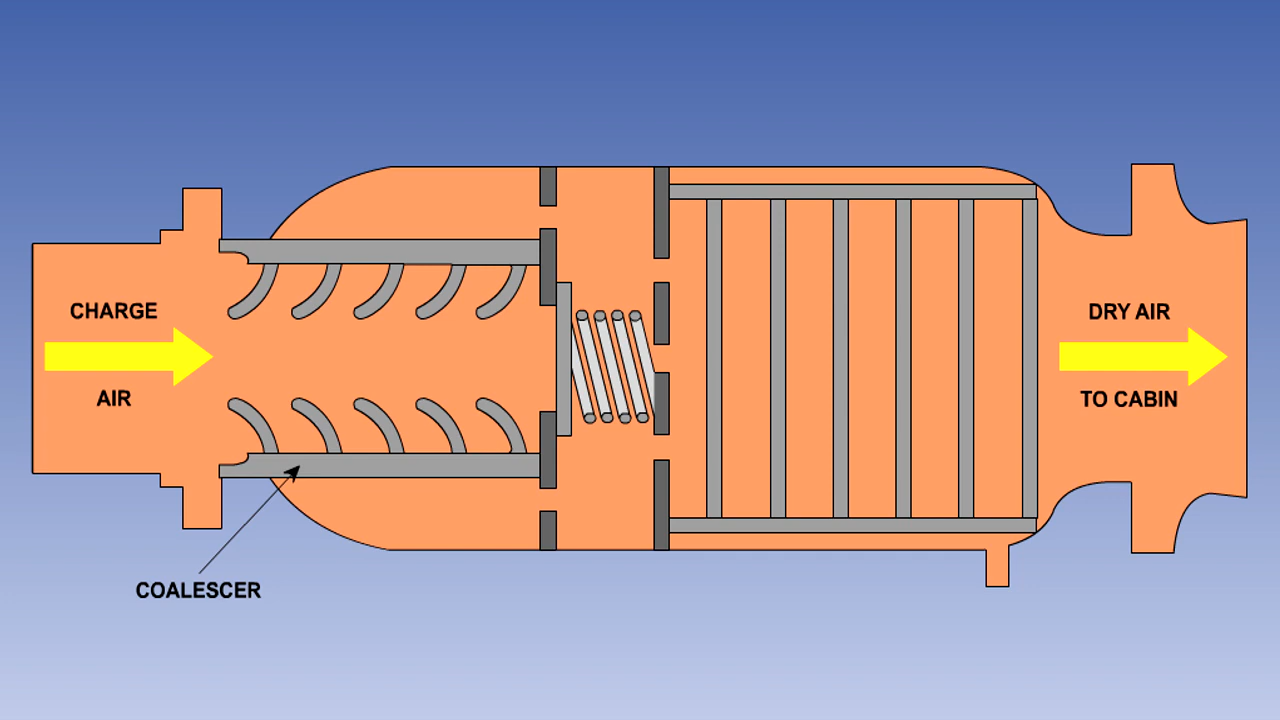 CHARGE
AIR
DRY AIR
TO CABIN
COALESCER